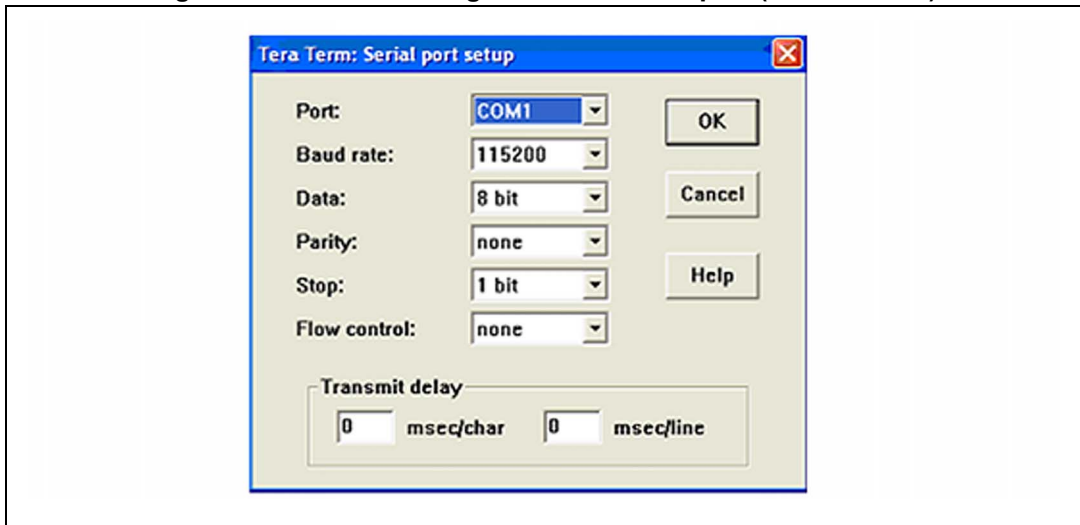 Tera Term: Serial port setup
Port: COM1 OK
Baud rate: 115200
Data: 8 bit Cancel
Parity: none
Stop: 1 bit Help
Flow control: none
Transmit delay
0 msec/char 0 msec/line